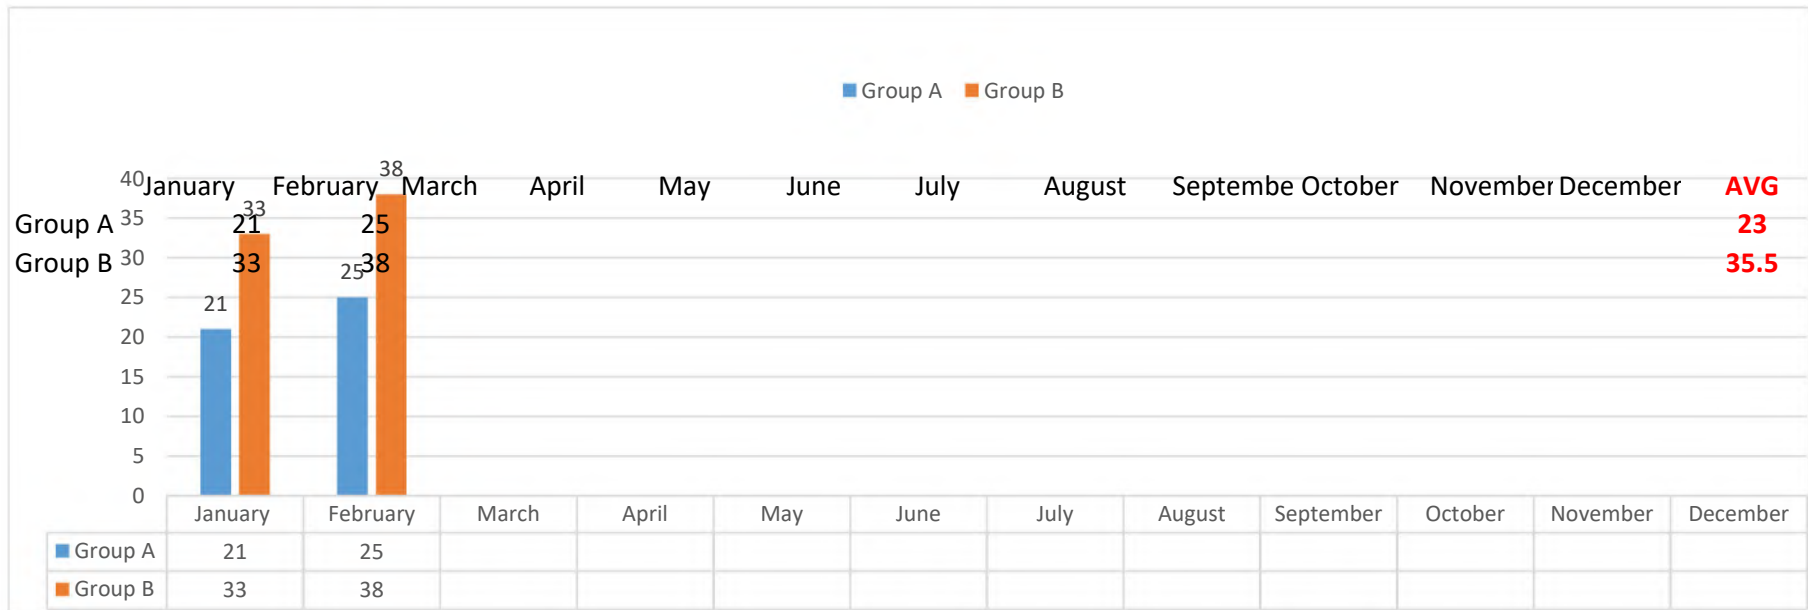 Group A Group B
38
40 January February March April May June July August Septembe October November December AVG
33
Group A 35 21 25 23
Group B 30 33 38 35.5
25
25
21
20
15
10
5
0
January February March April May June July August September October November December
Group A 21 25
Group B 33 38